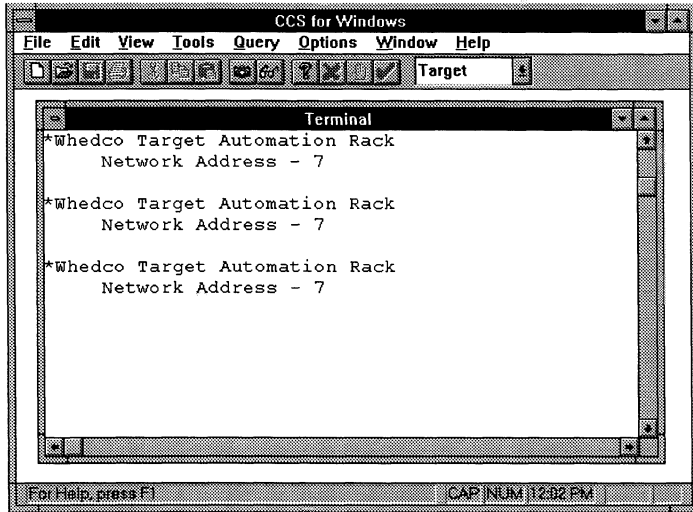 CCS for Windows
File Edit View Tools Query Options Window Help
Target
Terminal
*Whedco Target Automation Rack
Network Address - 7
*Whedco Target Automation Rack
Network Address - 7
*Whedco Target Automation Rack
Network Address - 7
For Help, press F1 CAP NUM 12:02 PM